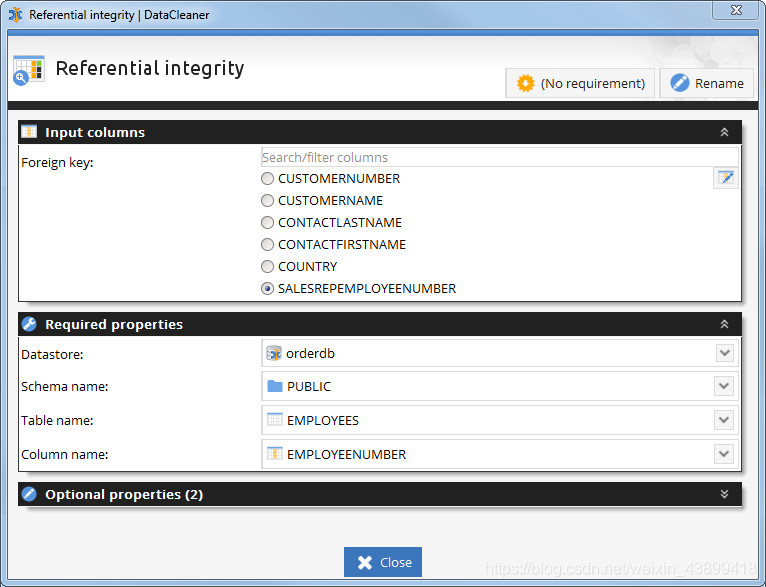 Referential integrity | DataCleaner
Referential integrity
(No requirement)
Rename
Input columns
Foreign key:
Search/filter columns
CUSTOMERNUMBER
CUSTOMERNAME
CONTACTLASTNAME
CONTACTFIRSTNAME
COUNTRY
SALESREPEMPLOYEENUMBER
Required properties
Datastore:
orderdb
Schema name:
PUBLIC
Table name:
EMPLOYEES
Column name:
EMPLOYEENUMBER
Optional properties (2)
Close
https://blog.csdn.net/weixin_43899418